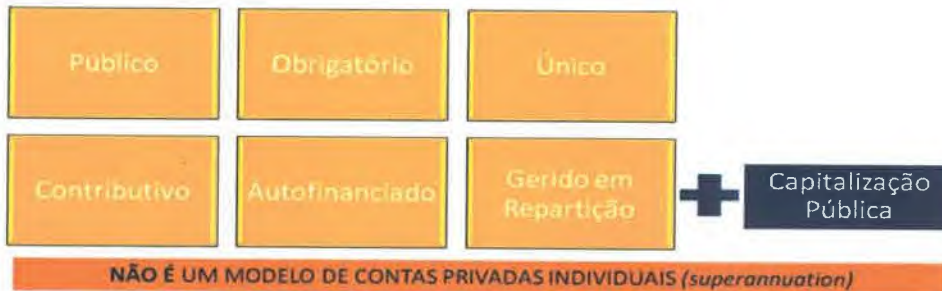 Público
Obrigatório
Único
Contributivo
Autofinanciado
Gerido em
Repartição
Capitalização
Pública
NÃO É UM MODELO DE CONTAS PRIVADAS INDIVIDUAIS (superannuation)